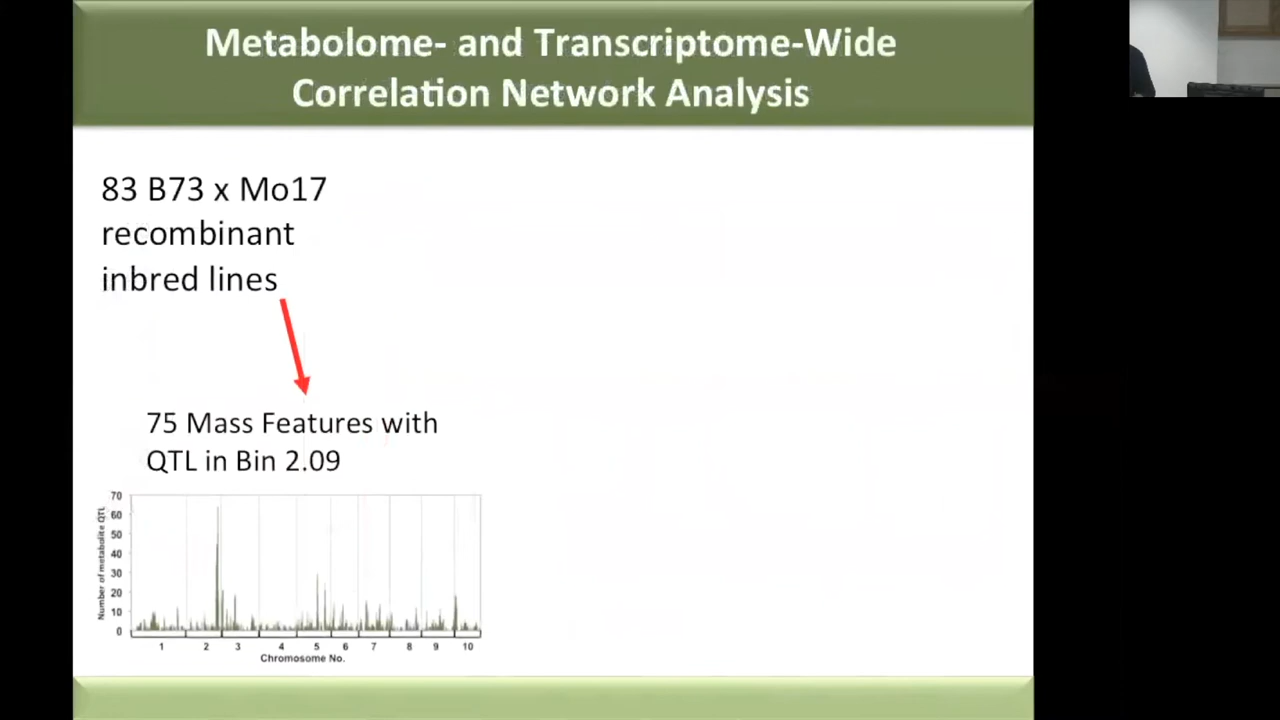 Metabolome- and Transcriptome-Wide
Correlation Network Analysis
83 B73 x Mo17
recombinant
inbred lines
75 Mass Features with
QTL in Bin 2.09
Number of metabolite QTL
70
60
50
40
30
20
10
0
1 2 3 4 5 6 7 8 9 10
Chromosome No.